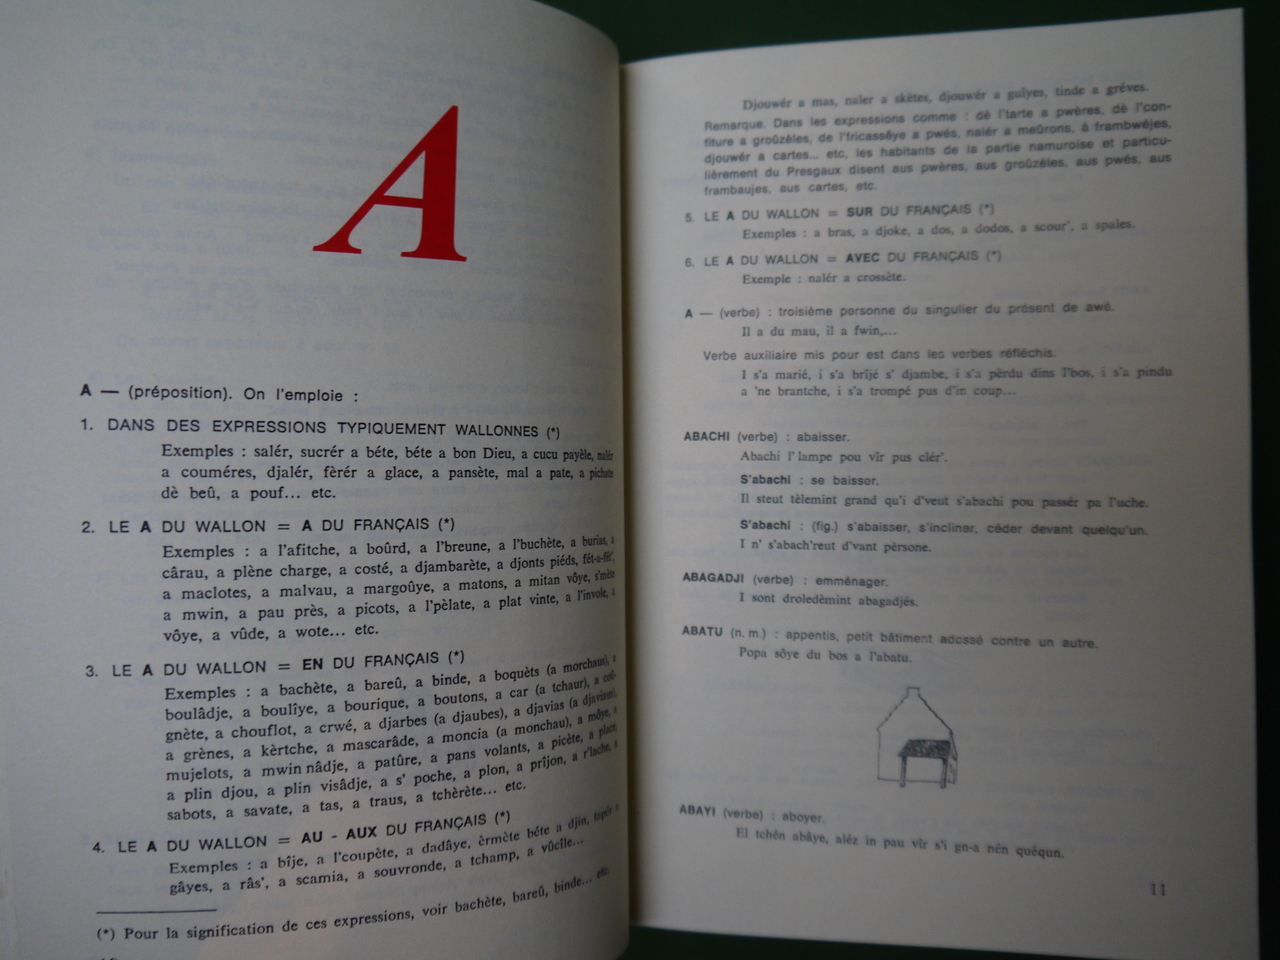 A
A — (préposition). On l'emploie :
1. DANS DES EXPRESSIONS TYPIQUEMENT WALLONNES (*)
Exemples : salér, sucrér a béte, béte a bon Dieu, a cucu payèle, malér
a couméres, djalér, fèrér a glace, a pansète, mal a pate, a pichate
dè beû, a pouf... etc.
2. LE A DU WALLON = A DU FRANÇAIS (*)
Exemples : a l'afitche, a boûrd, a l'breune, a l'buchète, a burias, a
cârau, a plène charge, a costé, a djambarète, a djonts piéds, fét-a-fét',
a maclotes, a malvau, a margoûye, a matons, a mitan vôye, s'mète
a mwin, a pau près, a picots, a l'pèlate, a plat vinte, a l'învole, a
vôye, a vûde, a wote... etc.
3. LE A DU WALLON = EN DU FRANÇAIS (*)
Exemples : a bachète, a bareû, a binde, a boquèts (a morchaus), a
boulâdje, a boulîye, a bourique, a boutons, a car (a tchaur), a
gnète, a chouflot, a crwé, a djarbes (a djaubes), a djavias (a djaviaus),
a grènes, a kèrtche, a mascarâde, a moncia (a monchau), a môye, a
mujelots, a mwin nâdje, a patûre, a pans volants, a picète, a place,
a plin djou, a plin visâdje, a s' poche, a plon, a prîjon, a r'lache, a
sabots, a savate, a tas, a traus, a tchèrète... etc.
4. LE A DU WALLON = AU - AUX DU FRANÇAIS (*)
Exemples : a bîje, a l'coupète, a dadâye, èrmète béte a djin, tapér a
gâyes, a râs', a scamia, a souvronde, a tchamp, a vûcîle...
(*) Pour la signification de ces expressions, voir bachète, bareû, binde... etc.
Djouwér a mas, naler a skètes, djouwér a guîyes, tinde a gréves.
Remarque. Dans les expressions comme : dè l'tarte a pwères, dè l'con-
fiture a groûzèles, de l'fricassêye a pwés, nalér a meûrons, à frambwéjes,
djouwér a cartes... etc, les habitants de la partie namuroise et particu-
lièrement du Presgaux disent aus pwères, aus groûzèles, aus pwés, aus
frambaujes, aus cartes, etc.
5. LE A DU WALLON = SUR DU FRANÇAIS (*)
Exemples : a bras, a djoke, a dos, a dodos, a scour', a spales.
6. LE A DU WALLON = AVEC DU FRANÇAIS (*)
Exemple : nalér a crossète.
A — (verbe) : troisième personne du singulier du présent de awè.
Il a du mau, il a fwin,...
Verbe auxiliaire mis pour est dans les verbes réfléchis.
I s'a marié, i s'a brîjé s' djambe, i s'a pèrdu dins l'bos, i s'a pindu
a 'ne brantche, i s'a trompé pus d'in coup...
ABACHI (verbe) : abaisser.
Abachi l' lampe pou vîr pus clér'.
S'abachi : se baisser.
Il steut tèlemint grand qu'i d'veut s'abachi pou passér pa l'uche.
S'abachi : (fig.) s'abaisser, s'incliner, céder devant quelqu'un.
I n' s'abach'reut d'vant pèrsone.
ABAGADJI (verbe) : emménager.
I sont droledèmint abagadjés.
ABATU (n. m.) : appentis, petit bâtiment adossé contre un autre.
Popa sôye du bos a l'abatu.
ABAYI (verbe) : aboyer.
El tchén abâye, aléz in pau vîr s'i gn-a nén quéqun.
11